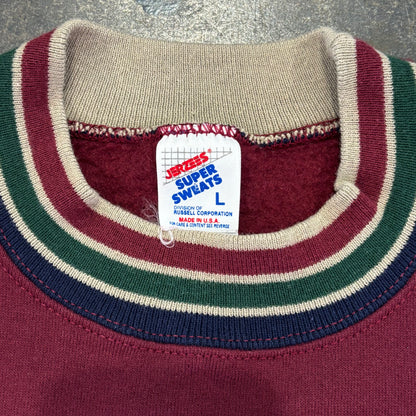 JERZEES
SUPER
SWEATS
L
DIVISION OF
RUSSELL CORPORATION
MADE IN U.S.A.
FOR CARE & CONTENT SEE REVERSE